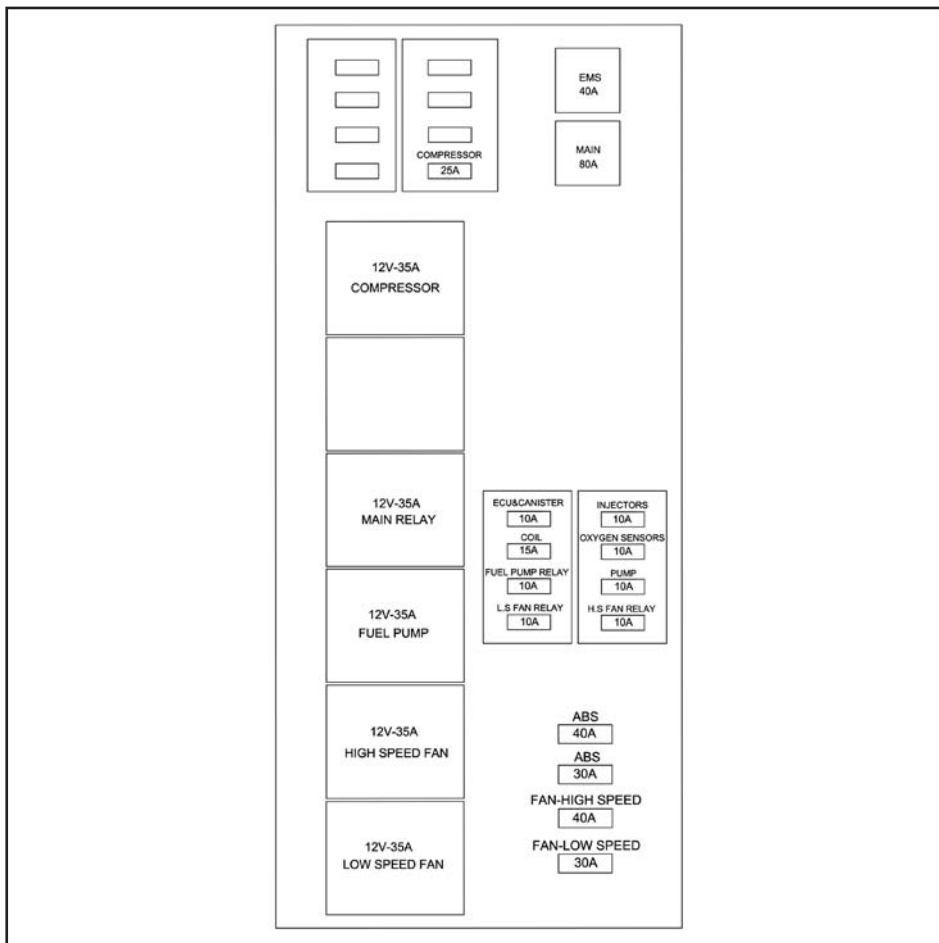 EMS
40A
MAIN
80A
COMPRESSOR
25A
12V-35A
COMPRESSOR
12V-35A
MAIN RELAY
12V-35A
FUEL PUMP
12V-35A
HIGH SPEED FAN
12V-35A
LOW SPEED FAN
ECU&CANISTER
10A
COIL
15A
FUEL PUMP RELAY
10A
L.S FAN RELAY
10A
INJECTORS
10A
OXYGEN SENSORS
10A
PUMP
10A
H.S FAN RELAY
10A
ABS
40A
ABS
30A
FAN-HIGH SPEED
40A
FAN-LOW SPEED
30A